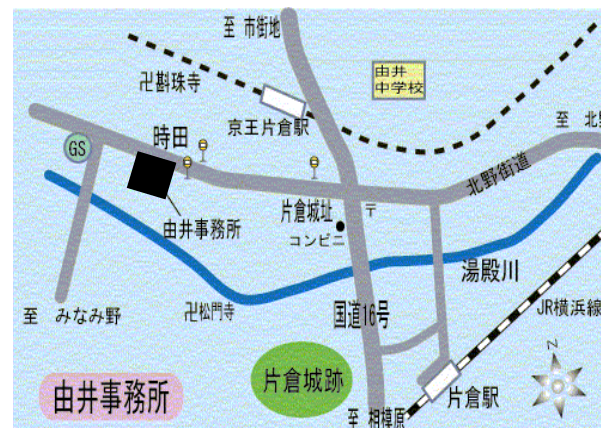 至 市街地
由井
中学校
卍斟珠寺
京王片倉駅
至 北野
GS
時田
北野街道
片倉城址
〒
由井事務所
コンビニ
湯殿川
至 みなみ野
卍松門寺
国道16号
JR横浜線
N
片倉城跡
由井事務所
片倉駅
至 相模原